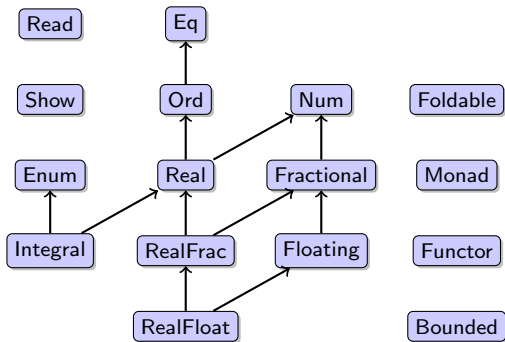 Read Eq
Show Ord Num Foldable
Enum Real Fractional Monad
Integral RealFrac Floating Functor
RealFloat Bounded